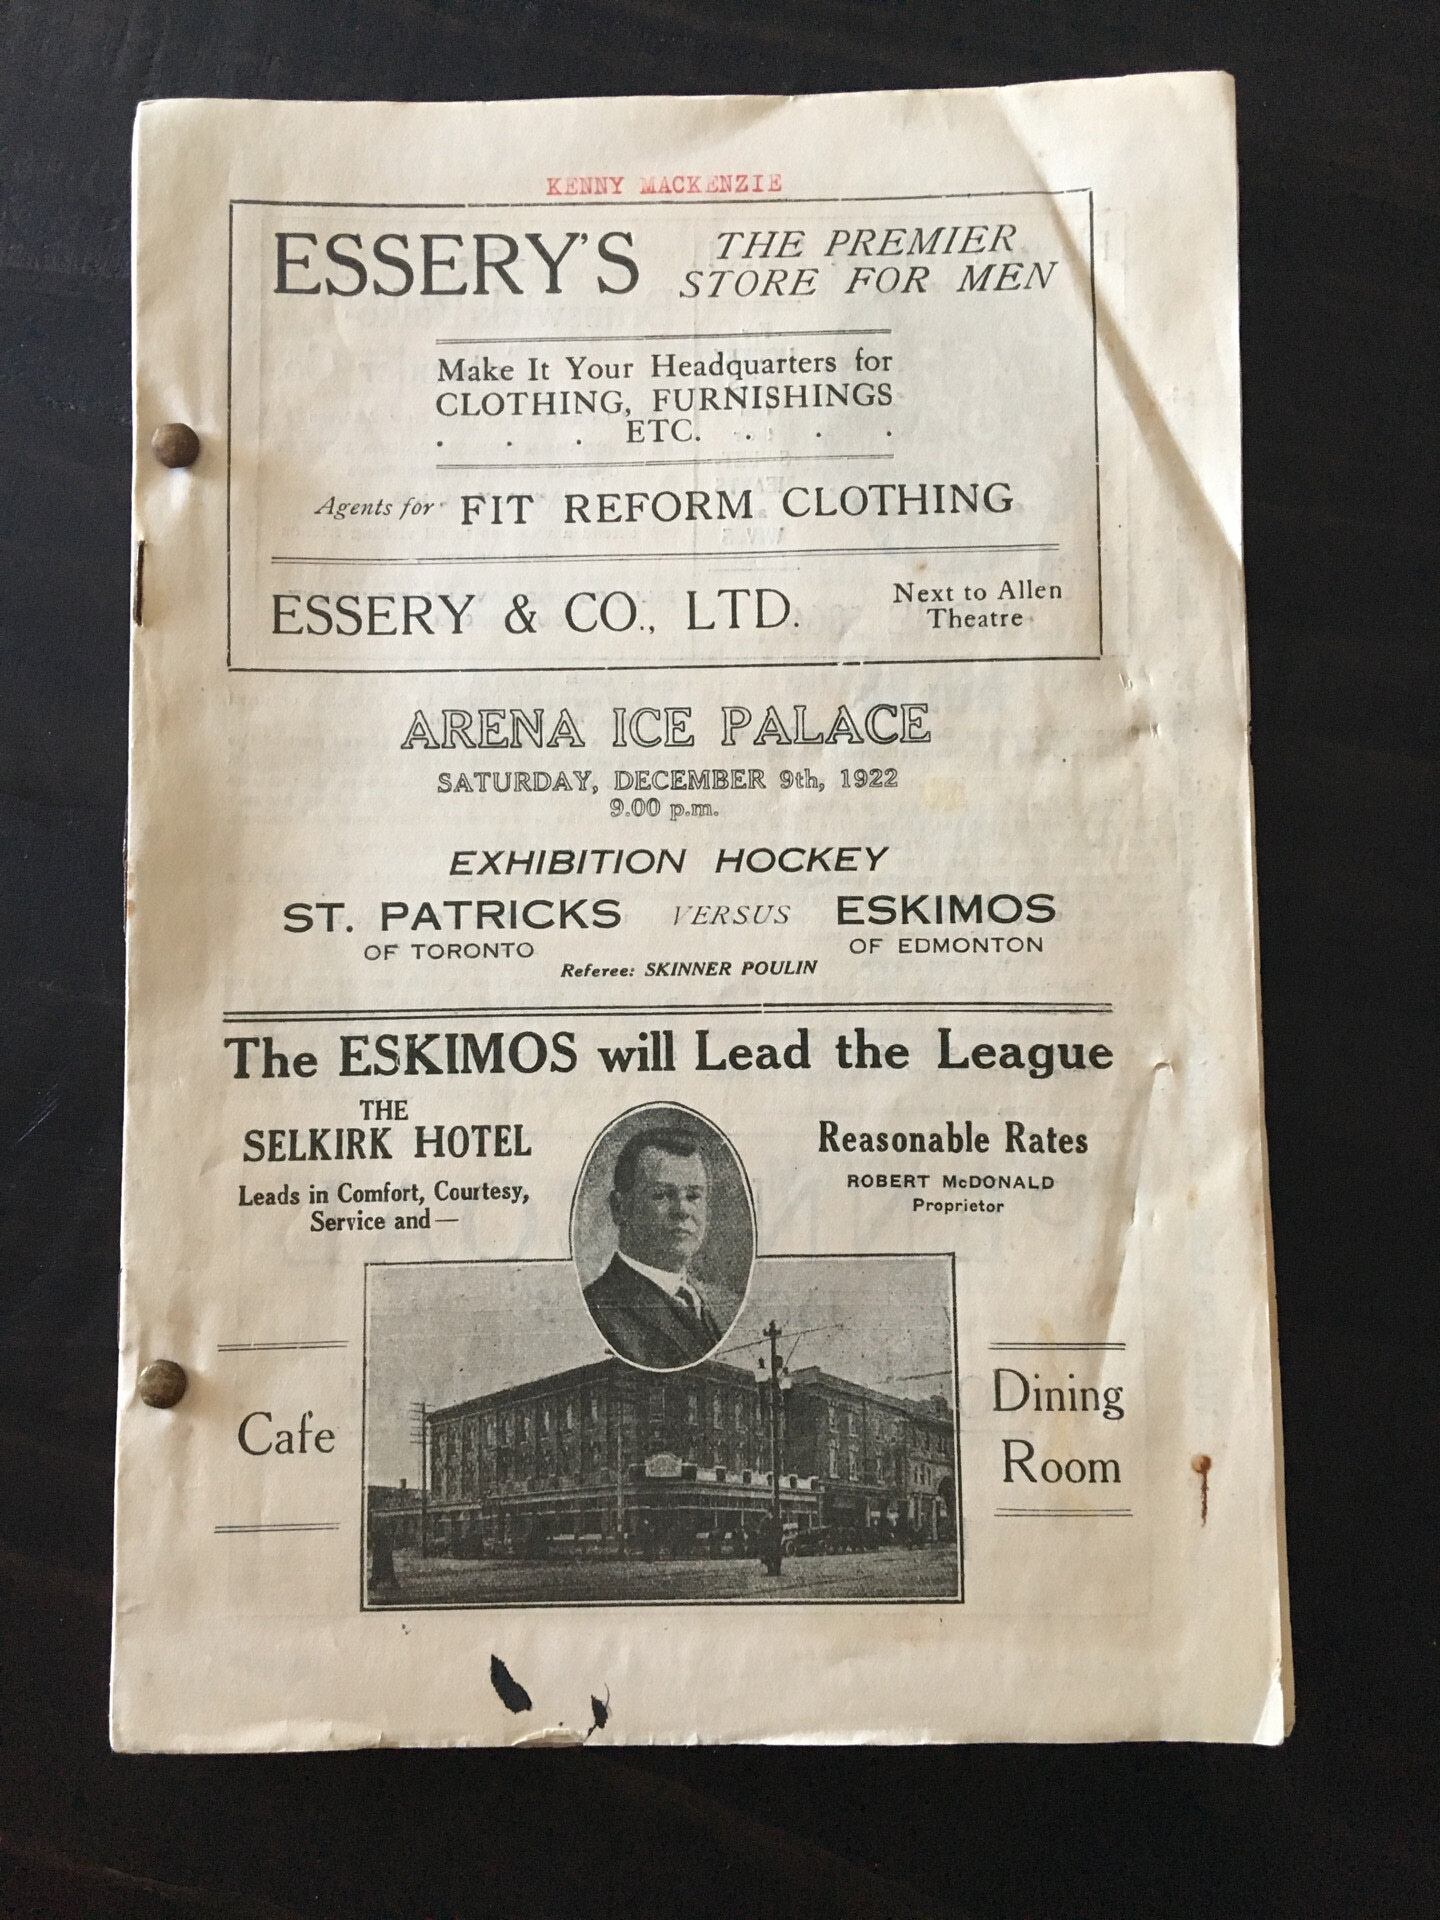 KENNY MACKENZIE
ESSERY'S
THE PREMIER
STORE FOR MEN
Make It Your Headquarters for
CLOTHING, FURNISHINGS
. . . ETC. . . .
Agents for FIT REFORM CLOTHING
ESSERY & CO., LTD.
Next to Allen
Theatre
ARENA ICE PALACE
SATURDAY, DECEMBER 9th, 1922
9.00 p.m.
EXHIBITION HOCKEY
ST. PATRICKS VERSUS ESKIMOS
OF TORONTO
OF EDMONTON
Referee: SKINNER POULIN
The ESKIMOS will Lead the League
THE
SELKIRK HOTEL
Leads in Comfort, Courtesy,
Service and—
Reasonable Rates
ROBERT McDONALD
Proprietor
Cafe
Dining
Room